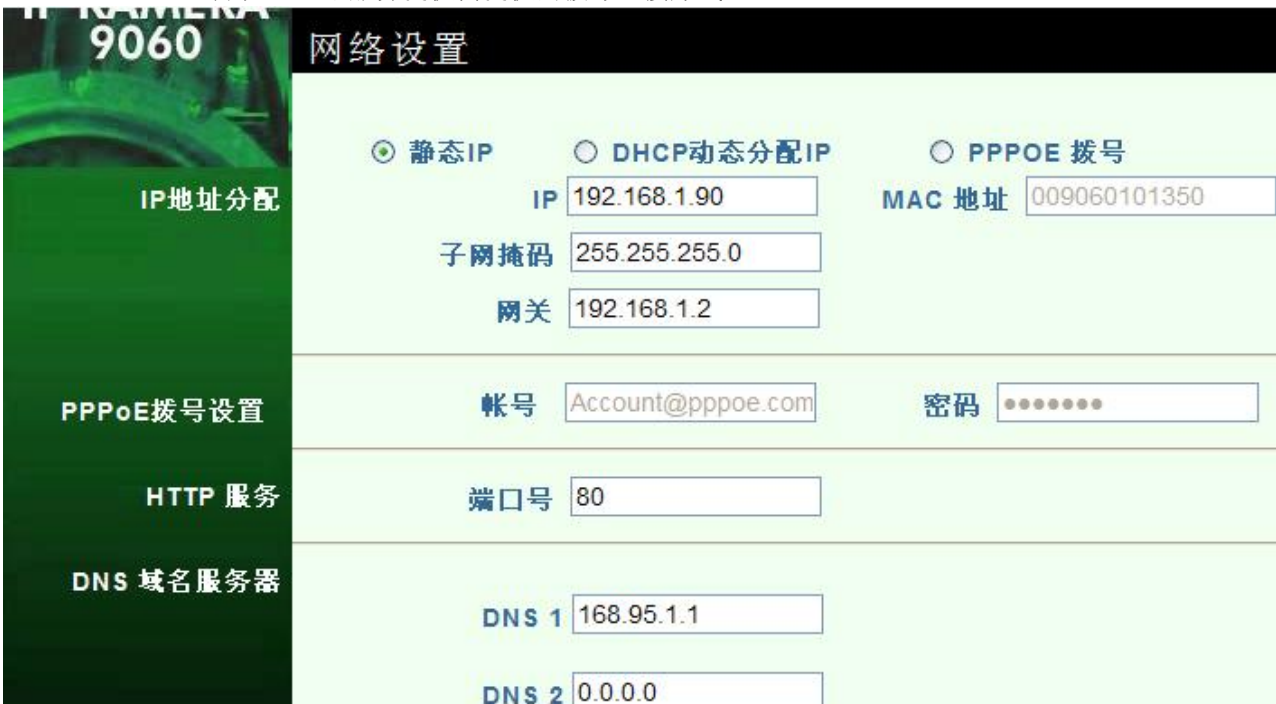 IP KAMERA
9060
网络设置
静态IP DHCP动态分配IP PPPOE 拨号
IP地址分配 IP 192.168.1.90 MAC 地址 009060101350
子网掩码 255.255.255.0
网关 192.168.1.2
PPPoE拨号设置 帐号 Account@pppoe.com 密码 •••••••
HTTP 服务 端口号 80
DNS 域名服务器
DNS 1 168.95.1.1
DNS 2 0.0.0.0